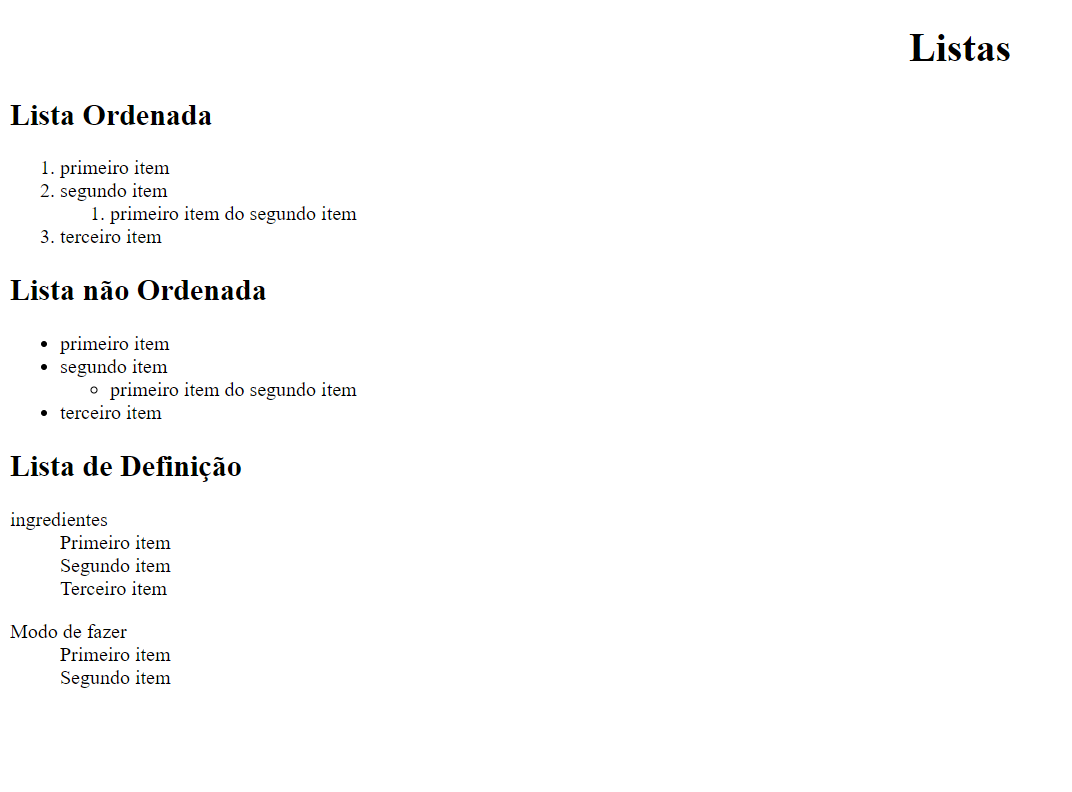 Listas
Lista Ordenada
1. primeiro item
2. segundo item
1. primeiro item do segundo item
3. terceiro item
Lista não Ordenada
• primeiro item
• segundo item
◦ primeiro item do segundo item
• terceiro item
Lista de Definição
ingredientes
Primeiro item
Segundo item
Terceiro item
Modo de fazer
Primeiro item
Segundo item